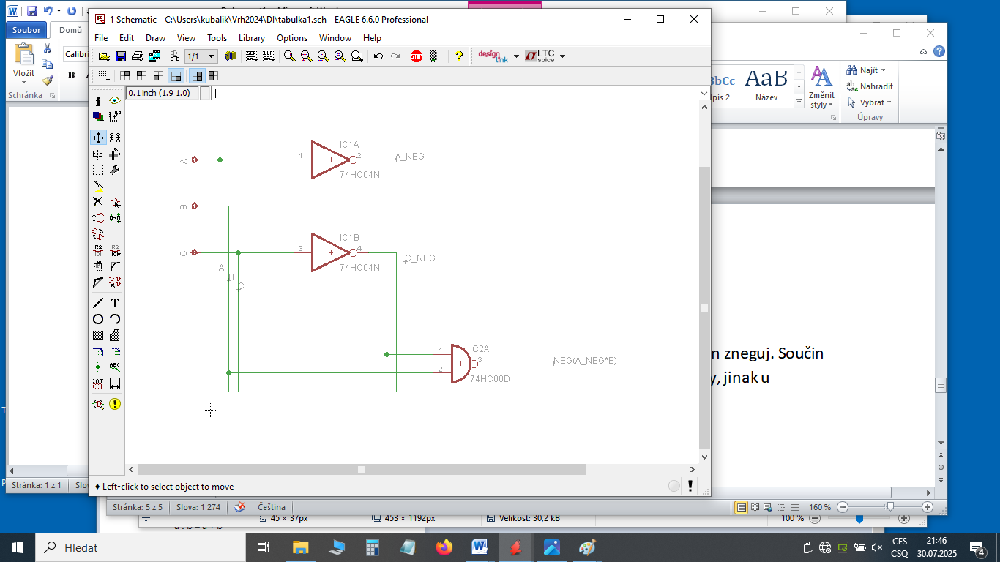 1 Schematic - C:\Users\kubalik\Vrh2024\DI\tabulka1.sch - EAGLE 6.6.0 Professional
File Edit Draw View Tools Library Options Window Help
1/1
design link
LTC spice
0.1 inch (1.9 1.0)
Soubor Domů
Vložit
Calibr
B
Schránka
IC1A
A 1 2 A_NEG
74HC04N
B
IC1B
C 3 4 C_NEG
74HC04N
A
B
C
IC2A
1
3 NEG(A_NEG*B)
2
74HC00D
Left-click to select object to move
AaB
Název
Změnit styly
Najít
Nahradit
Vybrat
Úpravy
n zneguj. Součin
y, jinak u
Stránka: 1 z 1
Stránka: 5 z 5 Slova: 1 274 Čeština 160 %
45 × 37px 453 × 1192px Velikost: 30,2 kB 100 %
Hledat
CES
CSQ
21:46
30.07.2025
4